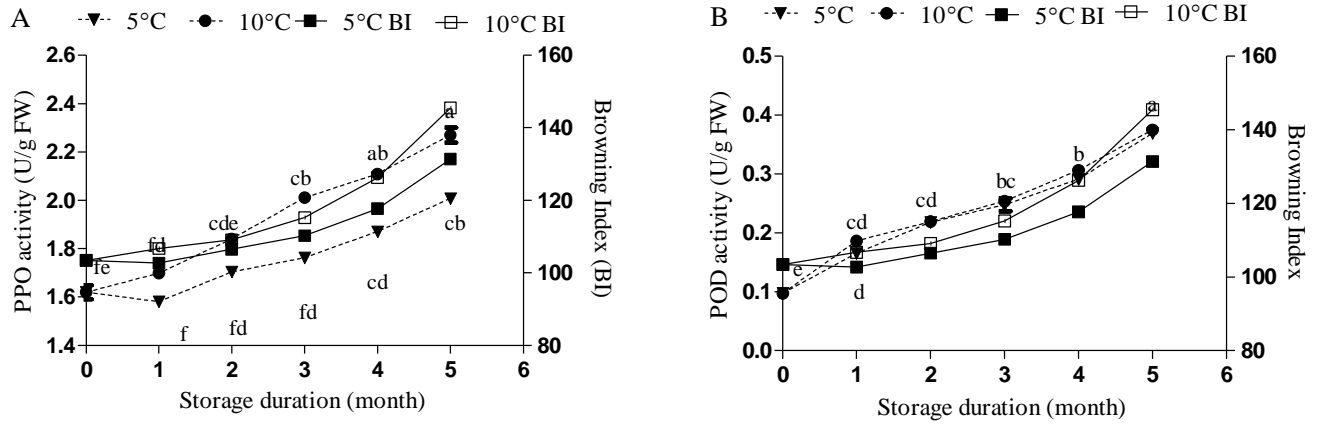 A
5°C 10°C 5°C BI 10°C BI
2.6
2.4
2.2
2.0
1.8
1.6
1.4
PPO activity (U/g FW)
160
140
120
100
80
Browning Index (BI)
a
ab
cb
cde
fd
fe
cb
cd
fd
fd
f
0 1 2 3 4 5 6
Storage duration (month)
B
5°C 10°C 5°C BI 10°C BI
0.5
0.4
0.3
0.2
0.1
0.0
POD activity (U/g FW)
160
140
120
100
80
Browning Index
a
b
bc
cd
cd
e
d
0 1 2 3 4 5 6
Storage duration (month)